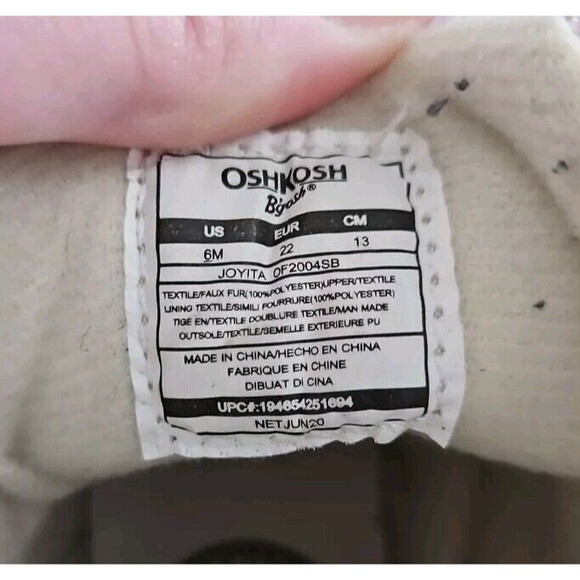 OSHKOSH
B'gosh®
US EUR CM
6M 22 13
JOYITA OF2004SB
TEXTILE/FAUX FUR(100%POLYESTER)UPPER/TEXTILE
LINING TEXTILE/SIMILI FOURRURE(100%POLYESTER)
TIGE EN/TEXTILE DOUBLURE TEXTILE/MAN MADE
OUTSOLE/TEXTILE/SEMELLE EXTERIEURE PU
MADE IN CHINA/HECHO EN CHINA
FABRIQUE EN CHINE
DIBUAT DI CINA
UPC#:194654251694
NETJUN20